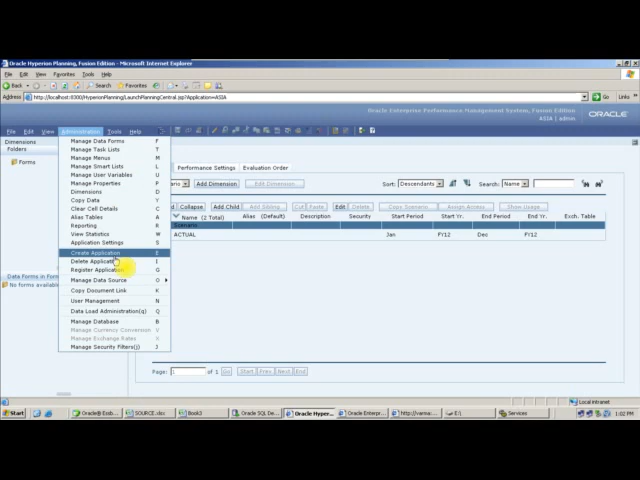 Oracle Hyperion Planning, Fusion Edition - Microsoft Internet Explorer
File Edit View Favorites Tools Help
Back Search Favorites
Address http://localhost:8300/HyperionPlanning/LaunchPlanningCentral.jsp?Application=ASIA Go Links
Oracle Enterprise Performance Management System, Fusion Edition
ASIA | admin ORACLE
File Edit View Administration Tools Help
Dimensions
Folders
Forms
Data Forms in Form
No forms available
Manage Data Forms F
Manage Task Lists T
Manage Menus M
Manage Smart Lists L
Manage User Variables U
Manage Properties P
Dimensions D
Copy Data Y
Clear Cell Details C
Alias Tables A
Reporting R
View Statistics W
Application Settings S
Create Application E
Delete Applicati I
Register Application G
Manage Data Source O
Copy Document Link K
User Management N
Data Load Administration(q) Q
Manage Database B
Manage Currency Conversion V
Manage Exchange Rates X
Manage Security Filters(j) J
Performance Settings Evaluation Order
Add Dimension Edit Dimension Sort: Descendants Search: Name
Collapse Add Child Add Sibling Cut Paste Edit Delete Copy Scenario Assign Access Show Usage
Name (2 Total) Alias (Default) Description Security Start Period Start Yr. End Period End Yr. Exch. Table
Scenario
ACTUAL Jan FY12 Dec FY12
Page: 1 of 1 Go Start Prev Next End
Local intranet
Start Oracle@ Essb... SOURCE.xlsx Book3 Oracle SQL De... Oracle Hyper... Oracle Enterpr... E:\ Services 1:02 PM